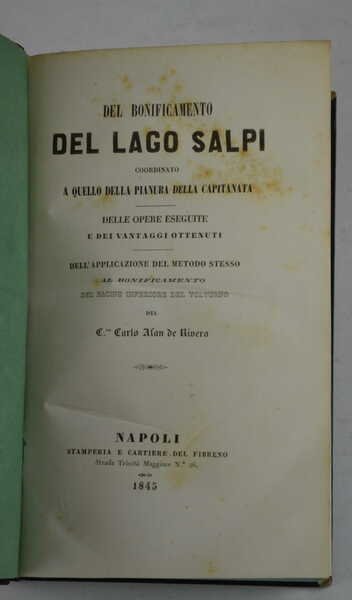 DEL BONIFICAMENTO
DEL LAGO SALPI
COORDINATO
A QUELLO DELLA PIANURA DELLA CAPITANATA
DELLE OPERE ESEGUITE
E DEI VANTAGGI OTTENUTI
DELL'APPLICAZIONE DEL METODO STESSO
AL BONIFICAMENTO
DEL BACINO INFERIORE DEL VOLTURNO
DIA
C.re Carlo Afan de Rivera
NAPOLI
STAMPERIA E CARTIERE DEL FIBRENO
Strada Trinità Maggiore N.° 26.
1845